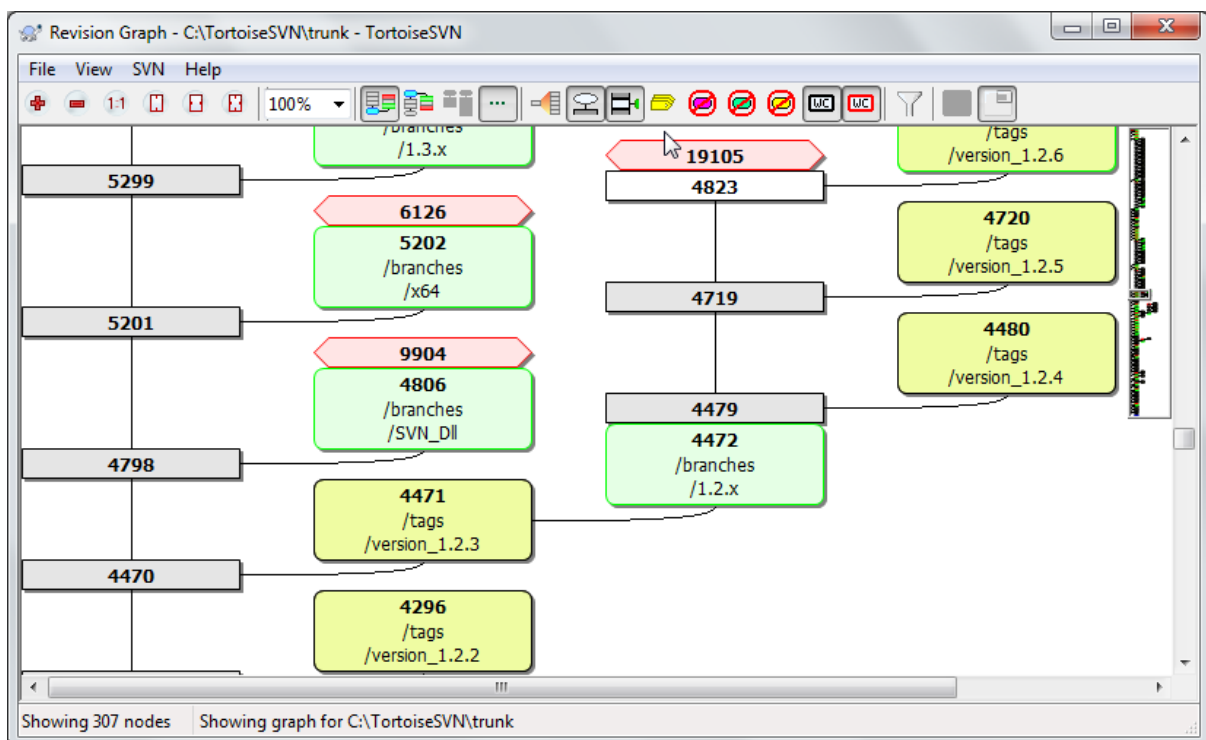 Revision Graph - C:\TortoiseSVN\trunk - TortoiseSVN
File View SVN Help
1:1 100% WC WC
/branches
/1.3.x
5299
6126
5202
/branches
/x64
5201
9904
4806
/branches
/SVN_Dll
4798
4471
/tags
/version_1.2.3
4470
4296
/tags
/version_1.2.2
19105
4823
/tags
/version_1.2.6
4720
/tags
/version_1.2.5
4719
4480
/tags
/version_1.2.4
4479
4472
/branches
/1.2.x
Showing 307 nodes Showing graph for C:\TortoiseSVN\trunk